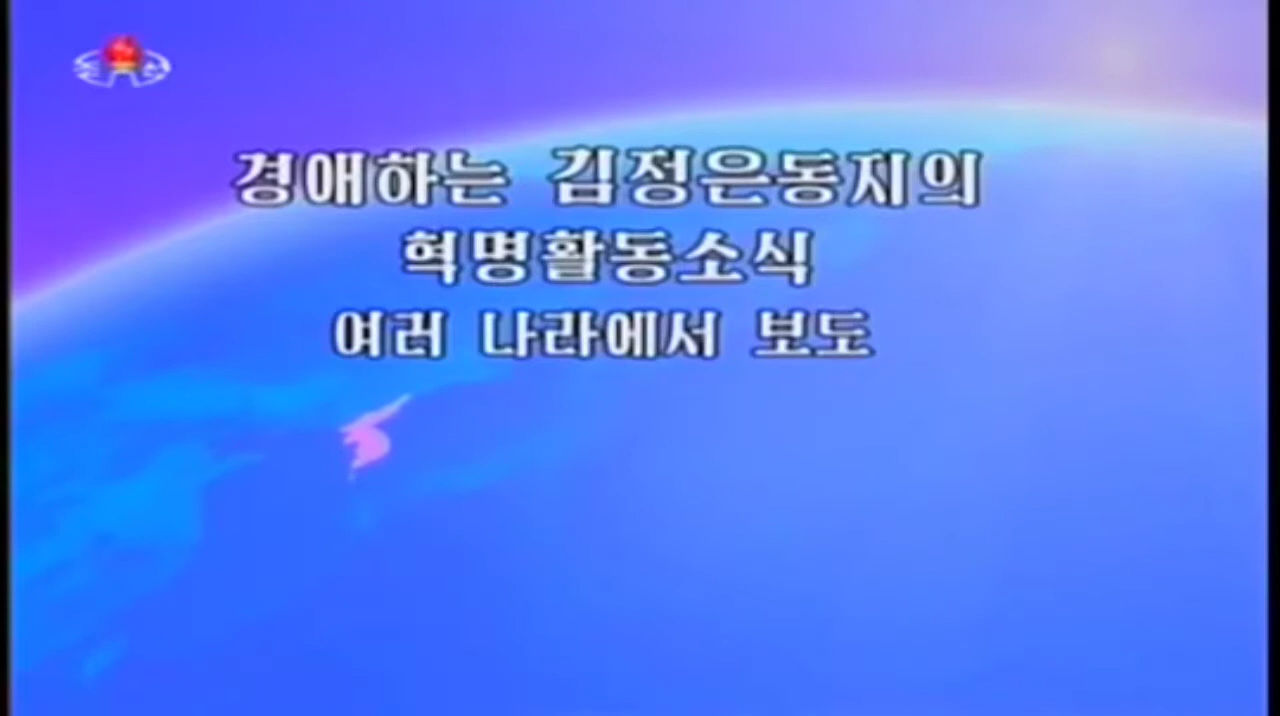 경애하는 김정은동지의
혁명활동소식
여러 나라에서 보도